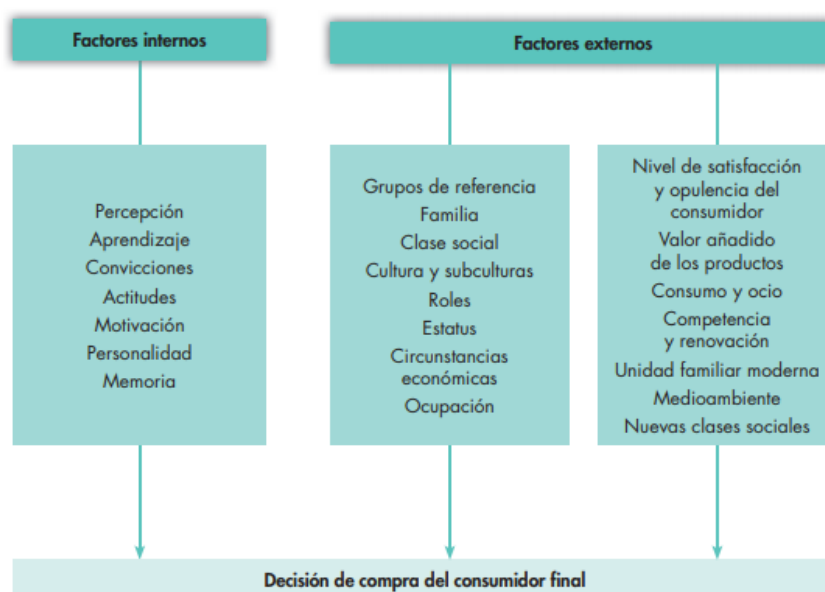 Factores internos
Factores externos
Percepción
Aprendizaje
Convicciones
Actitudes
Motivación
Personalidad
Memoria
Grupos de referencia
Familia
Clase social
Cultura y subculturas
Roles
Estatus
Circunstancias
económicas
Ocupación
Nivel de satisfacción
y opulencia del
consumidor
Valor añadido
de los productos
Consumo y ocio
Competencia
y renovación
Unidad familiar moderna
Medioambiente
Nuevas clases sociales
Decisión de compra del consumidor final